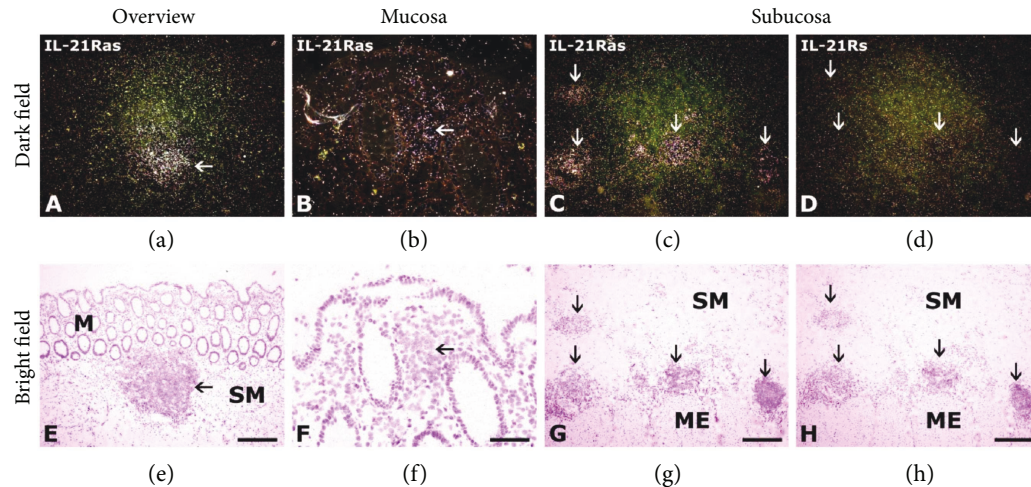 Overview Mucosa Subucosa
Dark field
IL-21Ras IL-21Ras IL-21Ras IL-21Rs
A B C D
(a) (b) (c) (d)
Bright field
M SM SM SM
ME ME
E F G H
(e) (f) (g) (h)